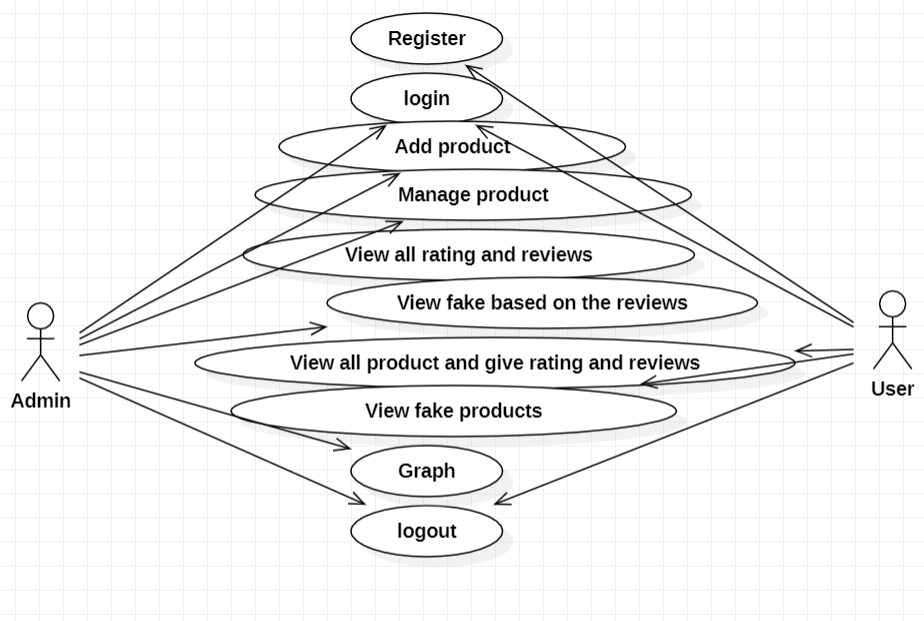 Register
login
Add product
Manage product
View all rating and reviews
View fake based on the reviews
View all product and give rating and reviews
View fake products
Graph
logout
Admin
User